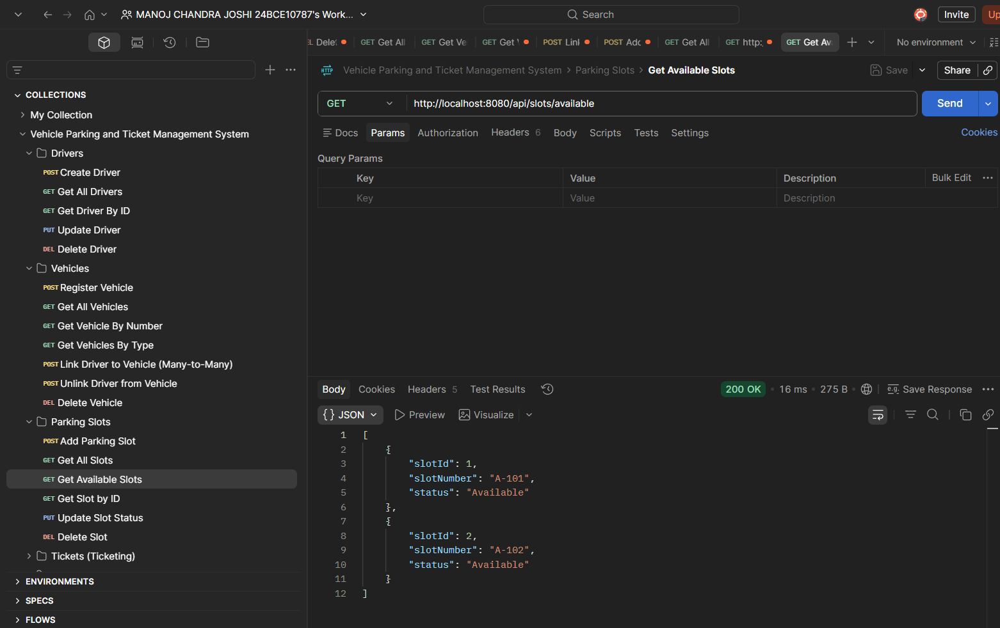 MANOJ CHANDRA JOSHI 24BCE10787's Work...
Search
Invite
Up
Delet
GET Get All
GET Get Ve
GET Get
POST Link
POST Add
GET Get All
GET http:
GET Get Av
No environment
Vehicle Parking and Ticket Management System > Parking Slots > Get Available Slots
Save
Share
COLLECTIONS
My Collection
Vehicle Parking and Ticket Management System
Drivers
POST Create Driver
GET Get All Drivers
GET Get Driver By ID
PUT Update Driver
DEL Delete Driver
Vehicles
POST Register Vehicle
GET Get All Vehicles
GET Get Vehicle By Number
GET Get Vehicles By Type
POST Link Driver to Vehicle (Many-to-Many)
POST Unlink Driver from Vehicle
DEL Delete Vehicle
Parking Slots
POST Add Parking Slot
GET Get All Slots
GET Get Available Slots
GET Get Slot by ID
PUT Update Slot Status
DEL Delete Slot
Tickets (Ticketing)
ENVIRONMENTS
SPECS
FLOWS
HTTP
GET
http://localhost:8080/api/slots/available
Send
Docs Params Authorization Headers 6 Body Scripts Tests Settings
Cookies
Query Params
Key Value Description Bulk Edit
Key Value Description
Body Cookies Headers 5 Test Results
200 OK • 16 ms • 275 B
e.g. Save Response
{} JSON
Preview
Visualize
1 [
2 {
3 "slotId": 1,
4 "slotNumber": "A-101",
5 "status": "Available"
6 },
7 {
8 "slotId": 2,
9 "slotNumber": "A-102",
10 "status": "Available"
11 }
12 ]